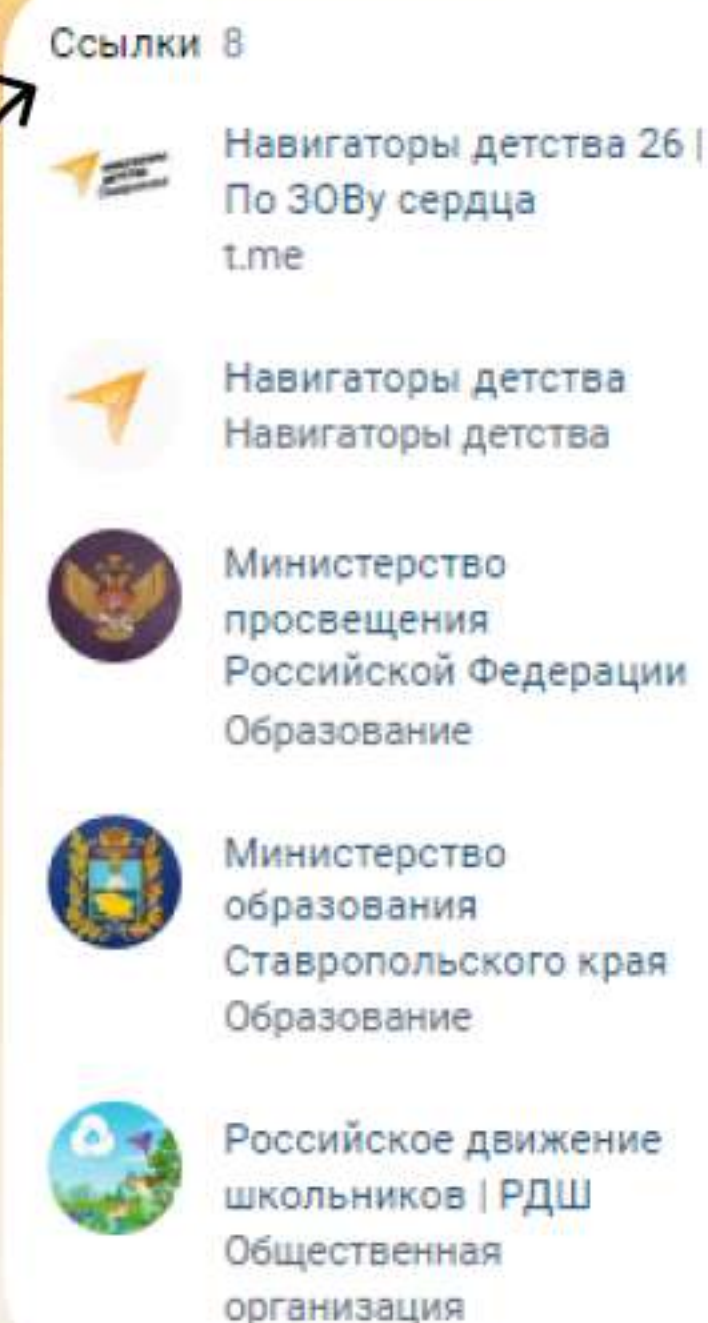 Ссылки 8
Навигаторы детства 26 |
По ЗОВу сердца
t.me
Навигаторы детства
Навигаторы детства
Министерство
просвещения
Российской Федерации
Образование
Министерство
образования
Ставропольского края
Образование
Российское движение
школьников | РДШ
Общественная
организация